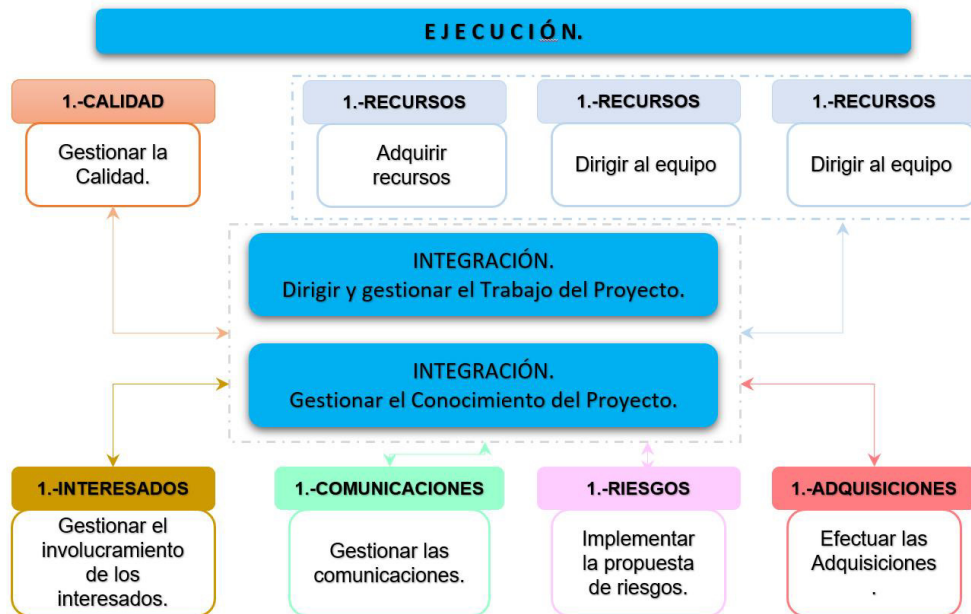 E J E C U C I Ó N.
1.-CALIDAD
Gestionar la
Calidad.
1.-RECURSOS
Adquirir
recursos
1.-RECURSOS
Dirigir al equipo
1.-RECURSOS
Dirigir al equipo
INTEGRACIÓN.
Dirigir y gestionar el Trabajo del Proyecto.
INTEGRACIÓN.
Gestionar el Conocimiento del Proyecto.
1.-INTERESADOS
Gestionar el
involucramiento
de los
interesados.
1.-COMUNICACIONES
Gestionar las
comunicaciones.
1.-RIESGOS
Implementar
la propuesta
de riesgos.
1.-ADQUISICIONES
Efectuar las
Adquisiciones
.